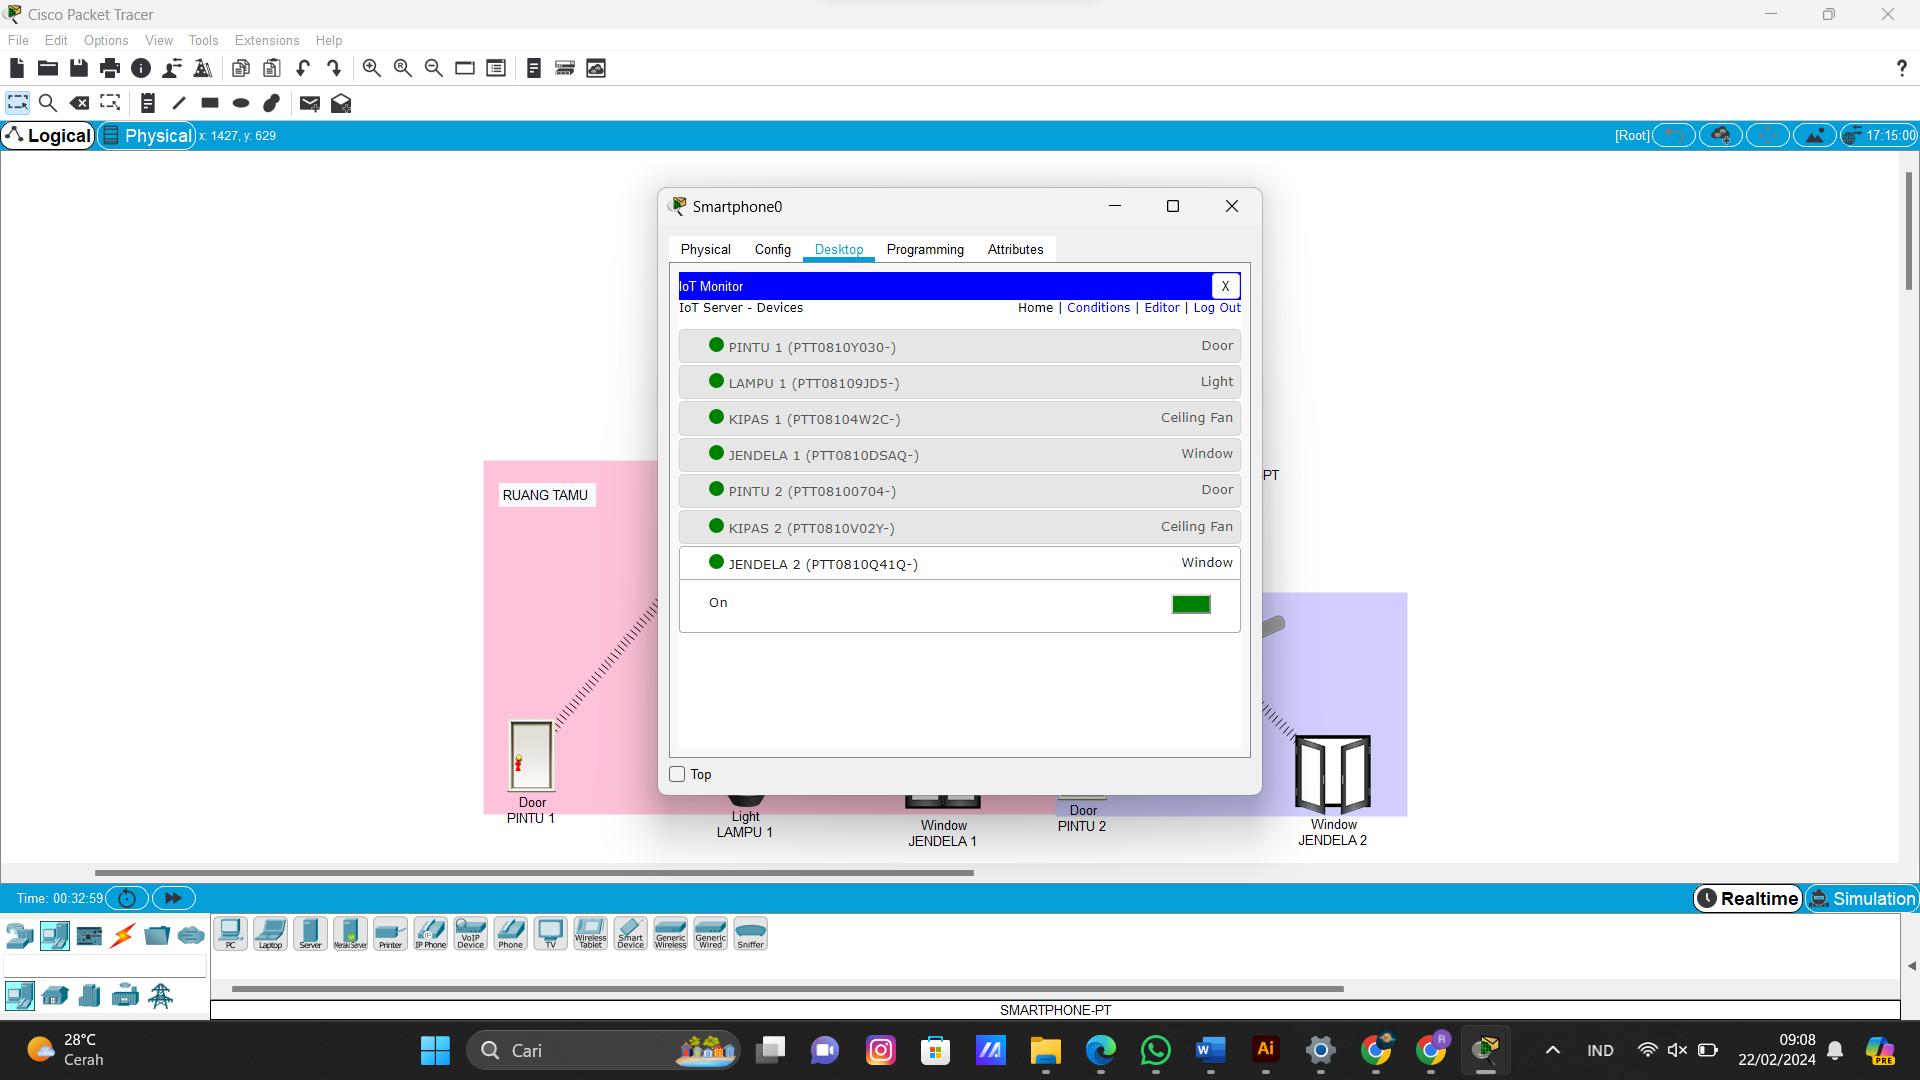 Cisco Packet Tracer
File Edit Options View Tools Extensions Help
?
Logical Physical x: 1427, y: 629 [Root] 17:15:00
Smartphone0
Physical Config Desktop Programming Attributes
IoT Monitor X
IoT Server - Devices Home | Conditions | Editor | Log Out
PINTU 1 (PTT0810Y030-) Door
LAMPU 1 (PTT08109JD5-) Light
KIPAS 1 (PTT08104W2C-) Ceiling Fan
JENDELA 1 (PTT0810DSAQ-) Window
PINTU 2 (PTT08100704-) Door
KIPAS 2 (PTT0810V02Y-) Ceiling Fan
JENDELA 2 (PTT0810Q41Q-) Window
On
Top
RUANG TAMU
PT
Door
PINTU 1
Light
LAMPU 1
Window
JENDELA 1
Door
PINTU 2
Window
JENDELA 2
Time: 00:32:59 Realtime Simulation
PC Laptop Server Meraki Server Printer IP Phone VoIP Device Phone TV Wireless Tablet Smart Device Generic Wireless Generic Wired Sniffer
SMARTPHONE-PT
28°C
Cerah
Cari
W
Ai
R
IND
09:08
22/02/2024
PRE